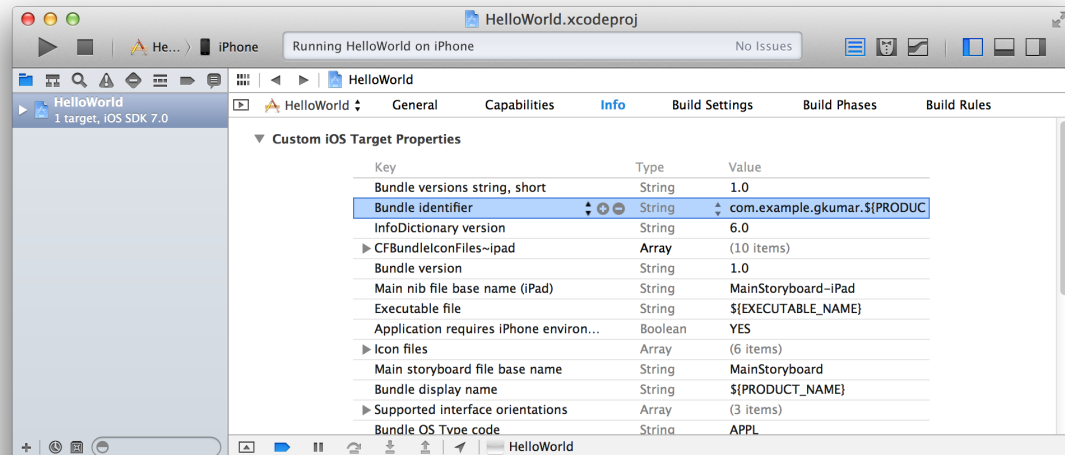 HelloWorld.xcodeproj
He... iPhone Running HelloWorld on iPhone No Issues
HelloWorld
HelloWorld
1 target, iOS SDK 7.0
HelloWorld General Capabilities Info Build Settings Build Phases Build Rules
Custom iOS Target Properties
Key Type Value
Bundle versions string, short String 1.0
Bundle identifier String com.example.gkumar.${PRODUC
InfoDictionary version String 6.0
CFBundleIconFiles~ipad Array (10 items)
Bundle version String 1.0
Main nib file base name (iPad) String MainStoryboard-iPad
Executable file String ${EXECUTABLE_NAME}
Application requires iPhone environ... Boolean YES
Icon files Array (6 items)
Main storyboard file base name String MainStoryboard
Bundle display name String ${PRODUCT_NAME}
Supported interface orientations Array (3 items)
Bundle OS Type code String APPL
HelloWorld